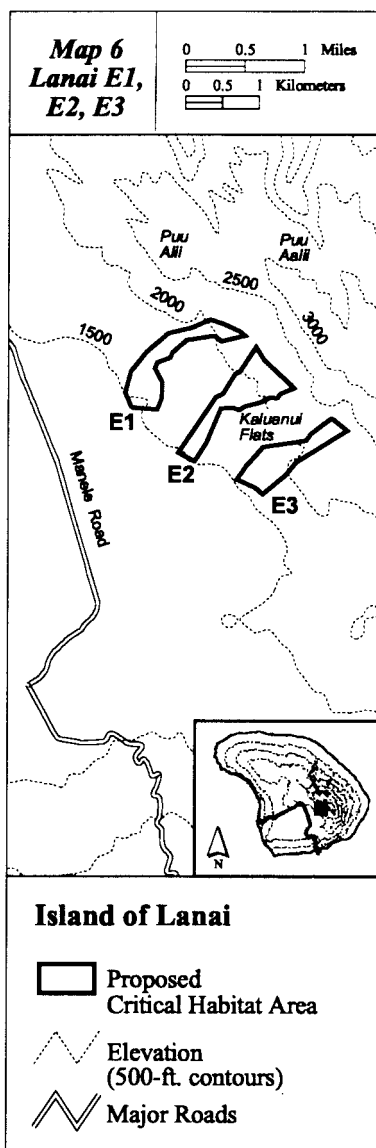 Map 6
Lanai E1,
E2, E3
0 0.5 1 Miles
0 0.5 1 Kilometers
Puu
Alii
Puu
Aalii
2500
2000
3000
1500
E1
Kaluanui
Flats
E2
E3
Manele Road
N
Island of Lanai
Proposed
Critical Habitat Area
Elevation
(500-ft. contours)
Major Roads